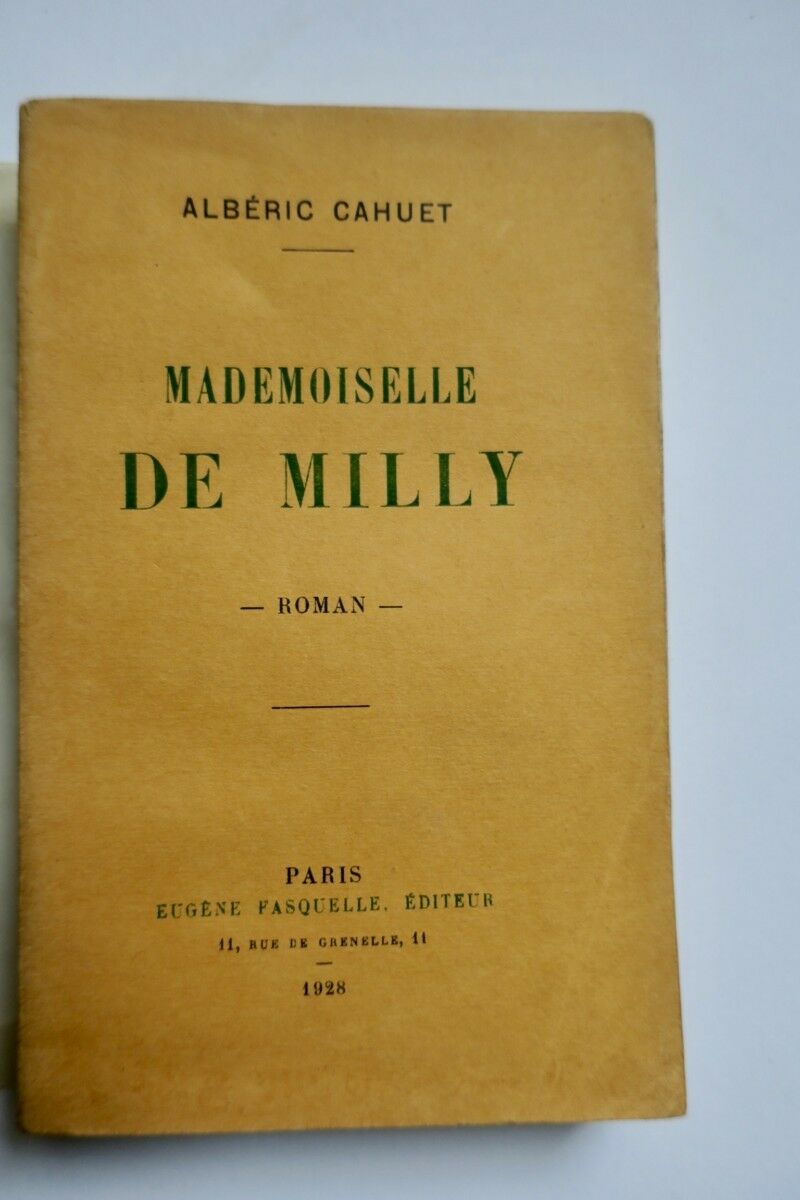 ALBÉRIC CAHUET
MADEMOISELLE
DE MILLY
— ROMAN —
PARIS
EUGÈNE FASQUELLE, ÉDITEUR
11, RUE DE GRENELLE, 11
1928